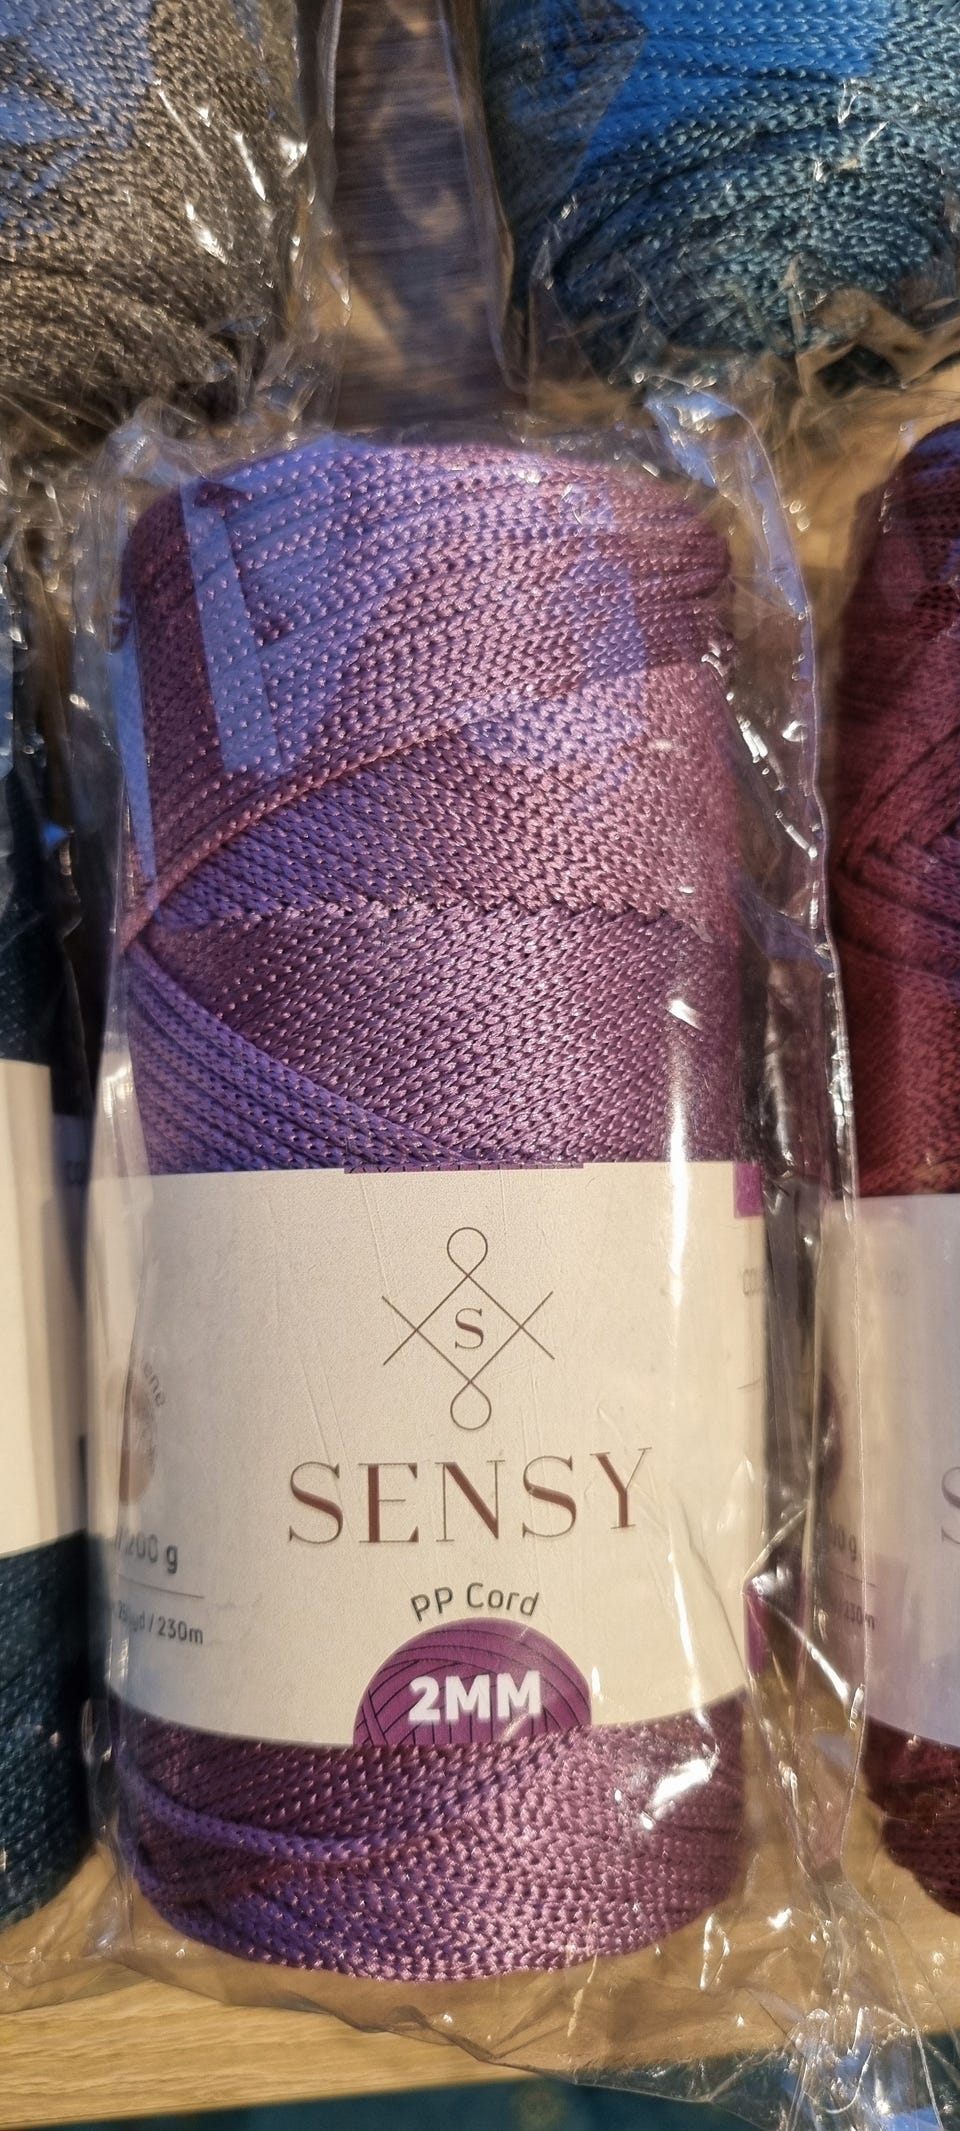 S
SENSY
PP Cord
2MM
200 g
/ 230m